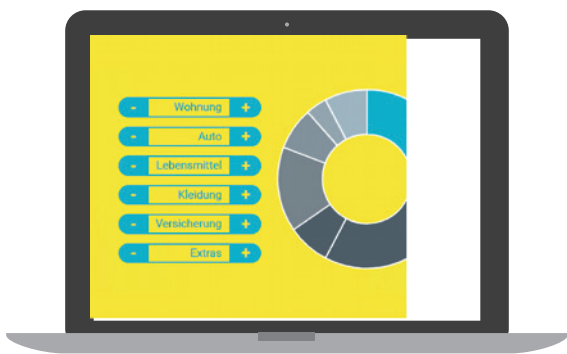 - Wohnung +
- Auto +
- Lebensmittel +
- Kleidung +
- Versicherung +
- Extras +